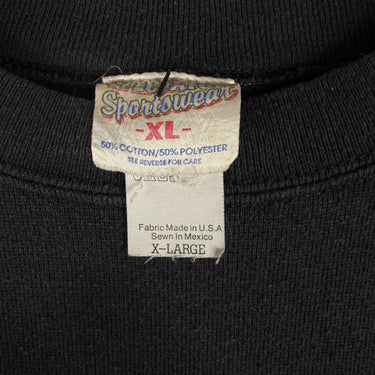 Sportswear
-XL-
50% COTTON/50% POLYESTER
SEE REVERSE FOR CARE
Fabric Made in U.S.A
Sewn In Mexico
X-LARGE